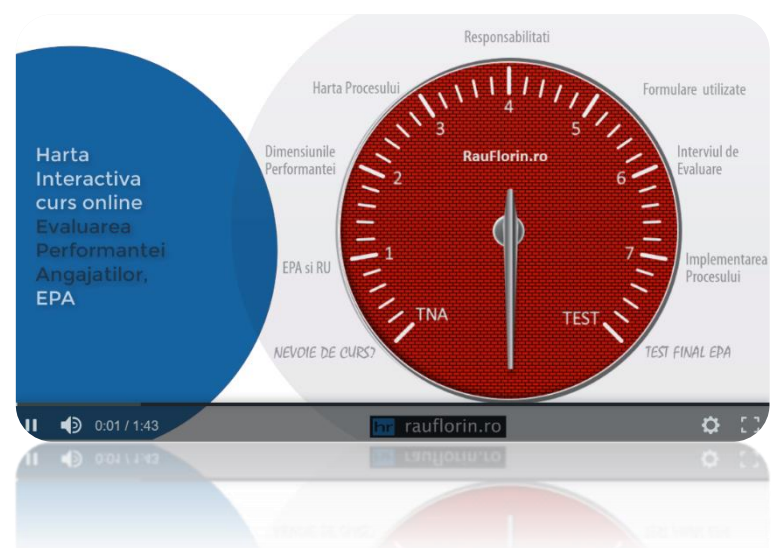 Harta
Interactiva
curs online
Evaluarea
Performantei
Angajatilor,
EPA
Responsabilitati
Harta Procesului
Formulare utilizate
Dimensiunile
Performantei
Interviul de
Evaluare
EPA si RU
Implementarea
Procesului
NEVOIE DE CURS?
TEST FINAL EPA
RauFlorin.ro
TNA
1
2
3
4
5
6
7
TEST
0:01 / 1:43
hr rauflorin.ro